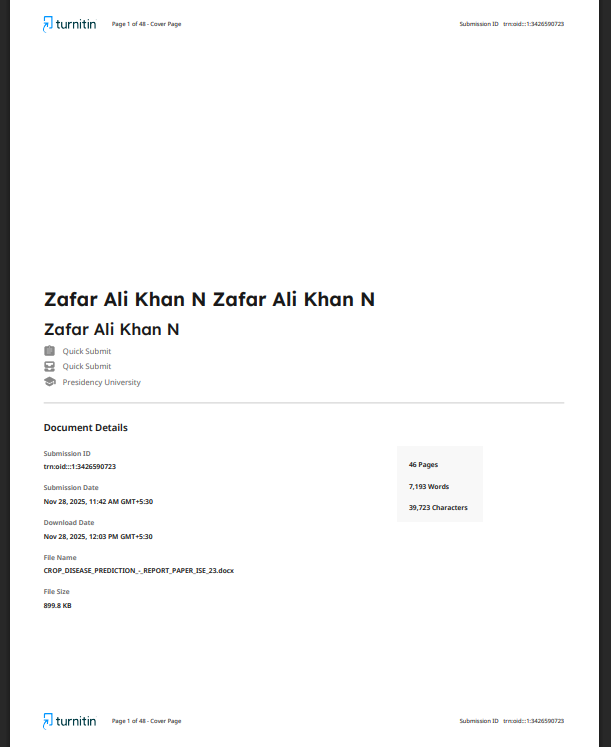 turnitin Page 1 of 48 - Cover Page Submission ID trn:oid:::1:3426590723
Zafar Ali Khan N Zafar Ali Khan N
Zafar Ali Khan N
Quick Submit
Quick Submit
Presidency University
Document Details
Submission ID
trn:oid:::1:3426590723
Submission Date
Nov 28, 2025, 11:42 AM GMT+5:30
Download Date
Nov 28, 2025, 12:03 PM GMT+5:30
File Name
CROP_DISEASE_PREDICTION_-_REPORT_PAPER_ISE_23.docx
File Size
899.8 KB
46 Pages
7,193 Words
39,723 Characters
turnitin Page 1 of 48 - Cover Page Submission ID trn:oid:::1:3426590723